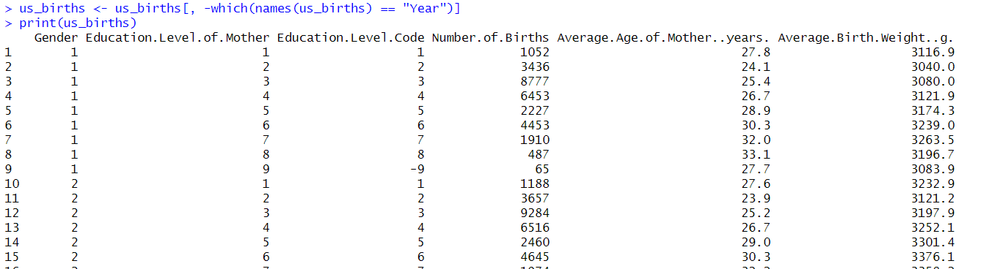 > us_births <- us_births[, -which(names(us_births) == "Year")]
> print(us_births)
Gender Education.Level.of.Mother Education.Level.Code Number.of.Births Average.Age.of.Mother..years. Average.Birth.Weight..g.
1 1 1 1 1052 27.8 3116.9
2 1 2 2 3436 24.1 3040.0
3 1 3 3 8777 25.4 3080.0
4 1 4 4 6453 26.7 3121.9
5 1 5 5 2227 28.9 3174.3
6 1 6 6 4453 30.3 3239.0
7 1 7 7 1910 32.0 3263.5
8 1 8 8 487 33.1 3196.7
9 1 9 -9 65 27.7 3083.9
10 2 1 1 1188 27.6 3232.9
11 2 2 2 3657 23.9 3121.2
12 2 3 3 9284 25.2 3197.9
13 2 4 4 6516 26.7 3252.1
14 2 5 5 2460 29.0 3301.4
15 2 6 6 4645 30.3 3376.1